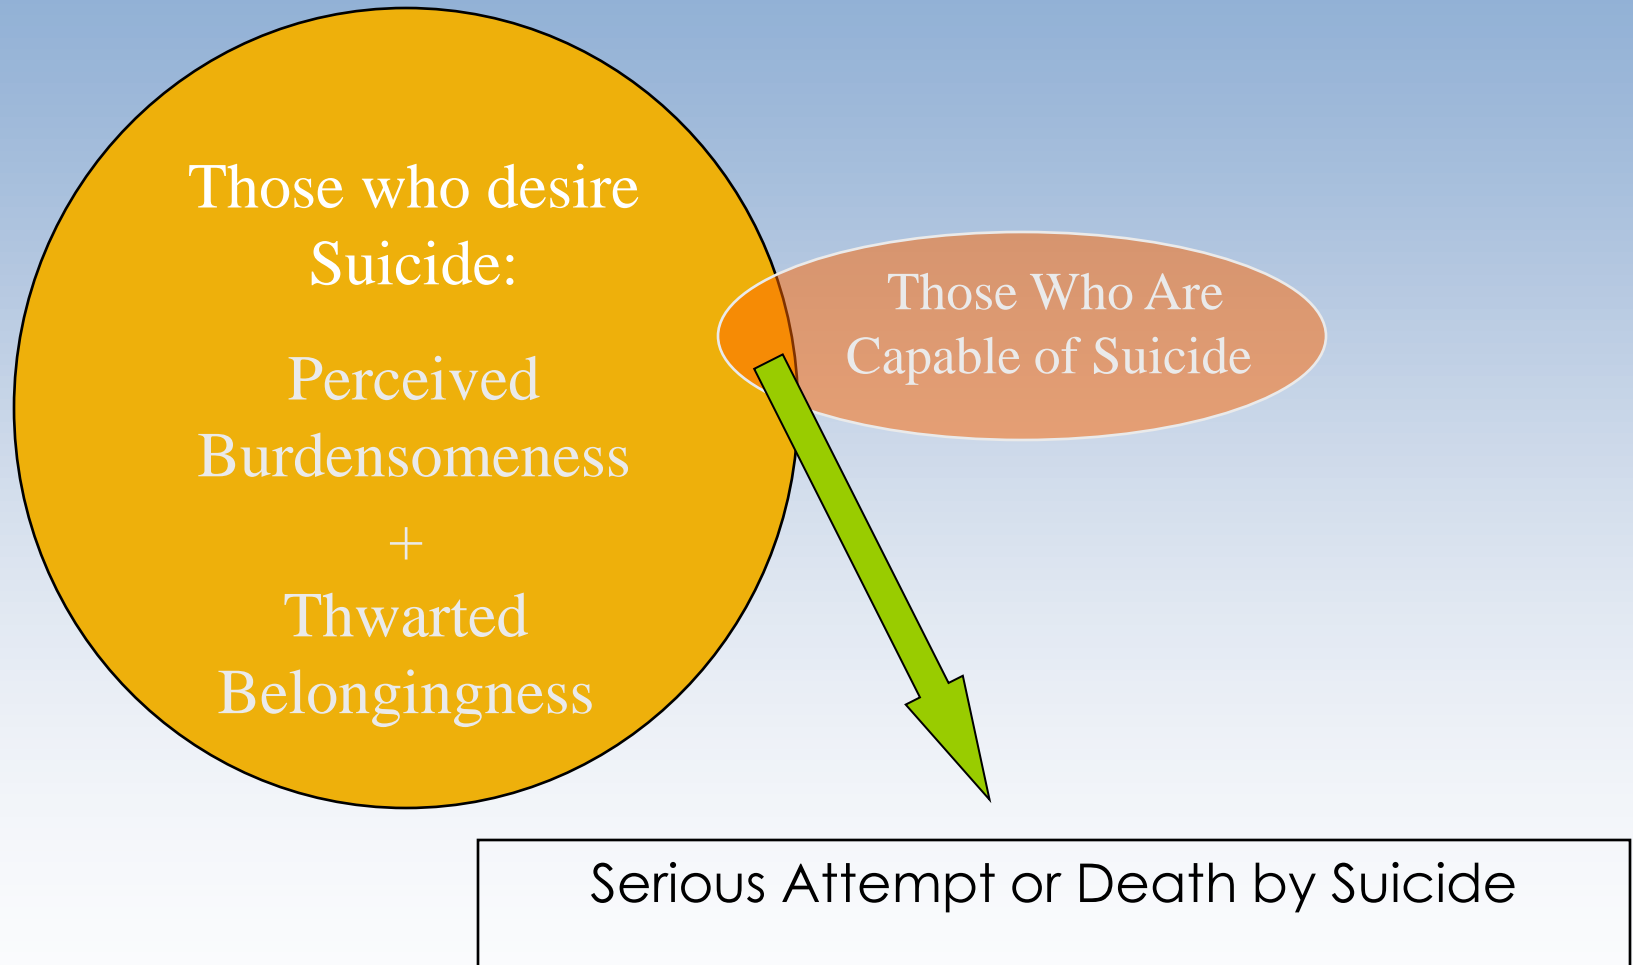 Those who desire
Suicide:
Perceived
Burdensomeness
+
Thwarted
Belongingness
Those Who Are
Capable of Suicide
Serious Attempt or Death by Suicide